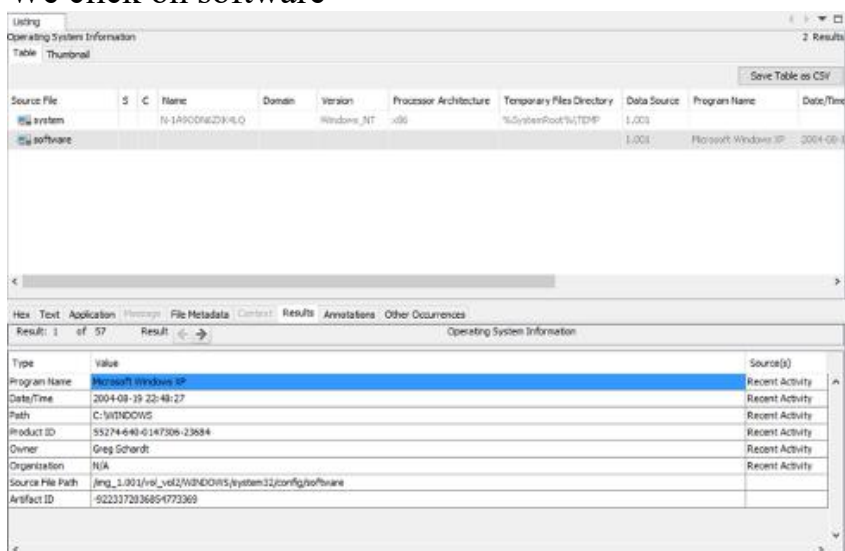 We click on software
Listing
Operating System Information 2 Results
Table Thumbnail
Save Table as CSV
Source File S C Name Domain Version Processor Architecture Temporary Files Directory Data Source Program Name Date/Time
system Windows_NT x86 %SystemRoot%\TEMP 1.001
software 1.001 Microsoft Windows XP 2004-08-1
Hex Text Application Message File Metadata Context Results Annotations Other Occurrences
Result: 1 of 57 Result Operating System Information
Type Value Source(s)
Program Name Microsoft Windows XP Recent Activity
Date/Time 2004-08-19 22:48:27 Recent Activity
Path C:\WINDOWS Recent Activity
Product ID 55274-640-0147306-23684 Recent Activity
Owner Greg Schardt Recent Activity
Organization N/A Recent Activity
Source File Path /img_1.001/vol_vol2/WINDOWS/system32/config/software
Artifact ID -9223372036854773369